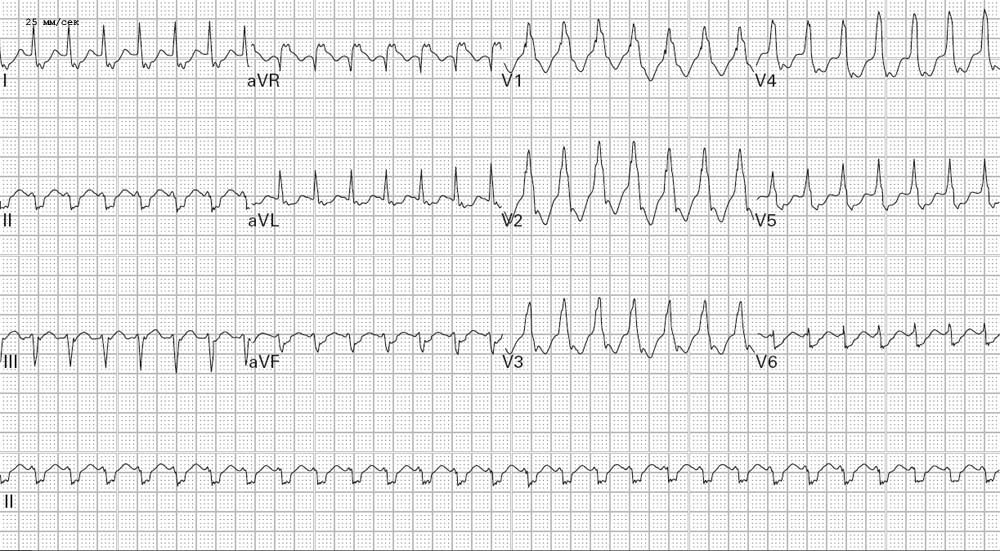 25 мм/сек
I aVR V1 V4
II aVL V2 V5
III aVF V3 V6
II